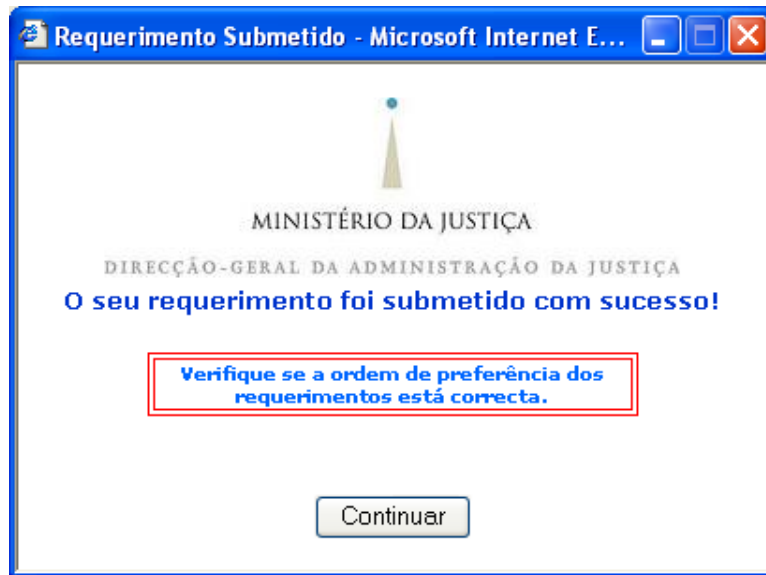 Requerimento Submetido - Microsoft Internet E...
MINISTÉRIO DA JUSTIÇA
DIRECÇÃO-GERAL DA ADMINISTRAÇÃO DA JUSTIÇA
O seu requerimento foi submetido com sucesso!
Verifique se a ordem de preferência dos
requerimentos está correcta.
Continuar